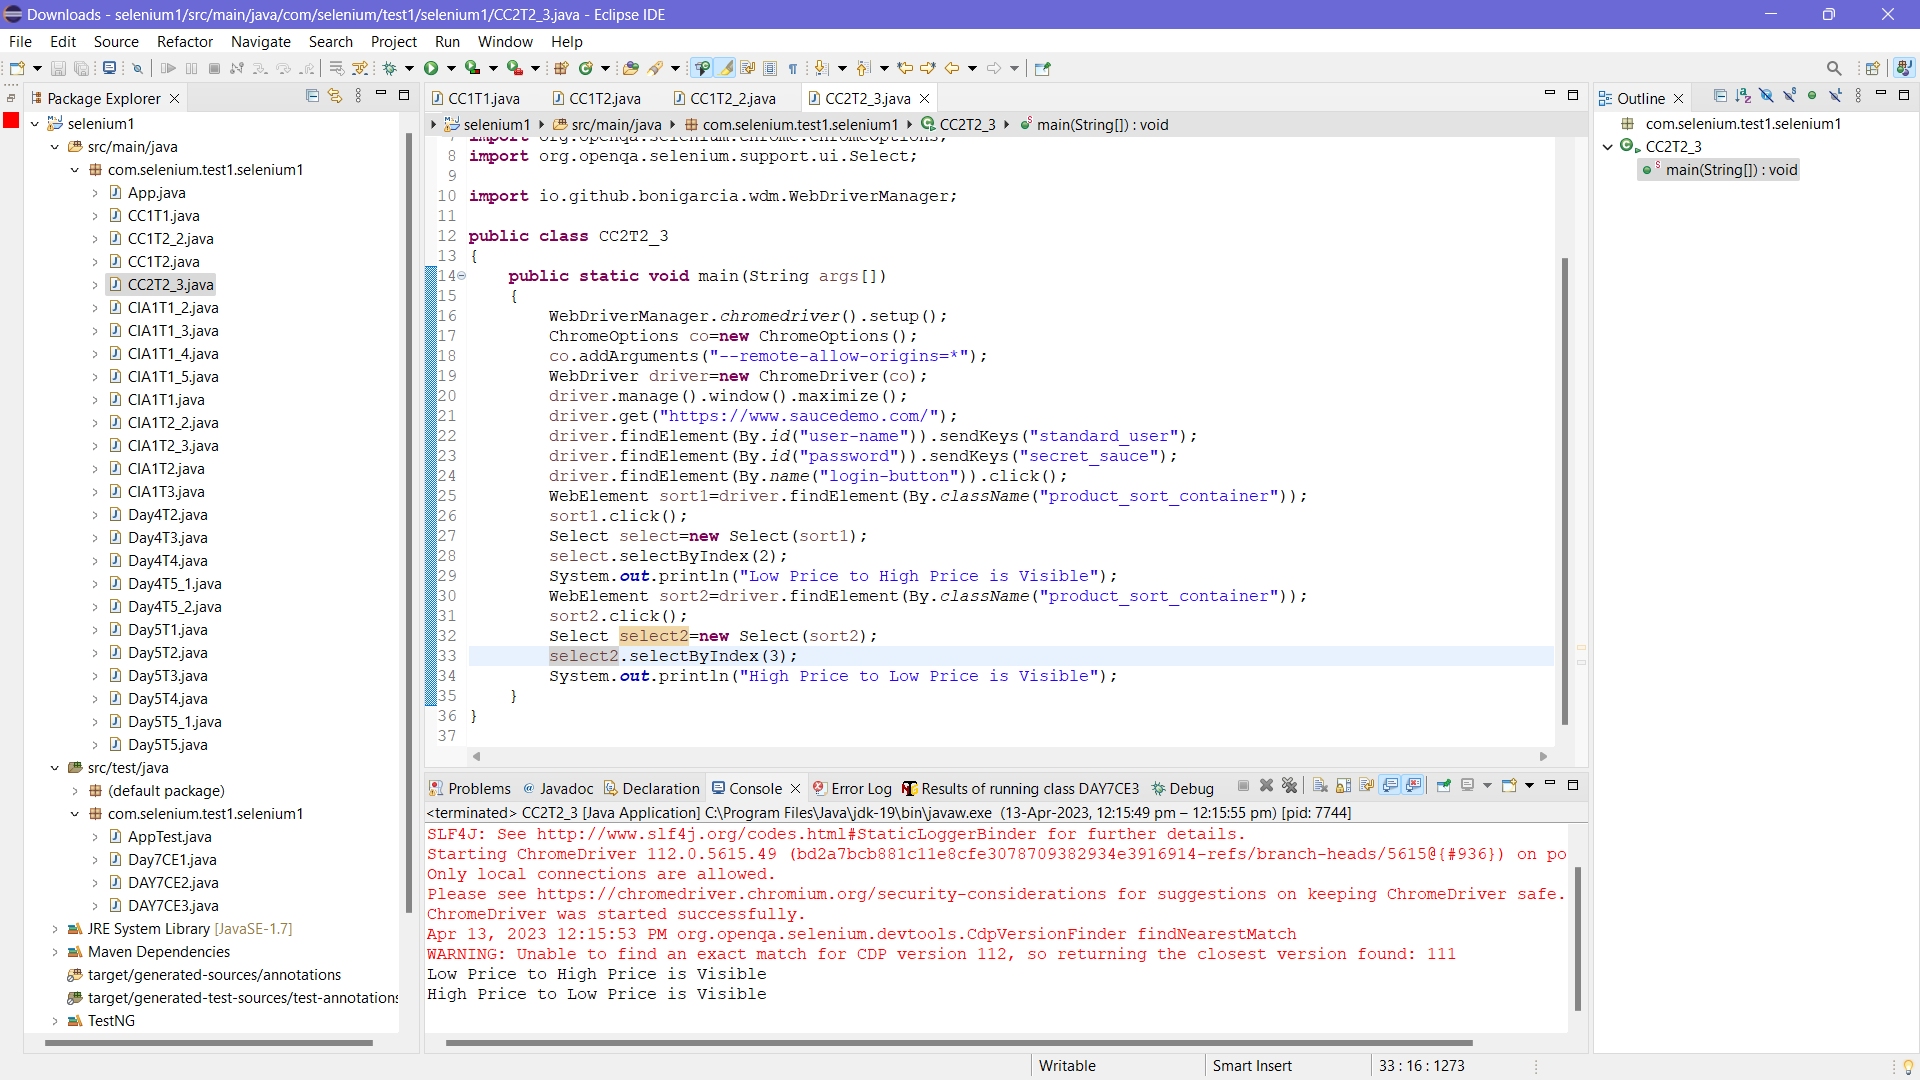 Downloads - selenium1/src/main/java/com/selenium/test1/selenium1/CC2T2_3.java - Eclipse IDE
File Edit Source Refactor Navigate Search Project Run Window Help
Package Explorer
selenium1
src/main/java
com.selenium.test1.selenium1
App.java
CC1T1.java
CC1T2_2.java
CC1T2.java
CC2T2_3.java
CIA1T1_2.java
CIA1T1_3.java
CIA1T1_4.java
CIA1T1_5.java
CIA1T1.java
CIA1T2_2.java
CIA1T2_3.java
CIA1T2.java
CIA1T3.java
Day4T2.java
Day4T3.java
Day4T4.java
Day4T5_1.java
Day4T5_2.java
Day5T1.java
Day5T2.java
Day5T3.java
Day5T4.java
Day5T5_1.java
Day5T5.java
src/test/java
(default package)
com.selenium.test1.selenium1
AppTest.java
Day7CE1.java
DAY7CE2.java
DAY7CE3.java
JRE System Library [JavaSE-1.7]
Maven Dependencies
target/generated-sources/annotations
target/generated-test-sources/test-annotations
TestNG
CC1T1.java CC1T2.java CC1T2_2.java CC2T2_3.java
selenium1 src/main/java com.selenium.test1.selenium1 CC2T2_3 main(String[]) : void
7 import org.openqa.selenium.chrome.ChromeOptions;
8 import org.openqa.selenium.support.ui.Select;
9
10 import io.github.bonigarcia.wdm.WebDriverManager;
11
12 public class CC2T2_3
13 {
14 public static void main(String args[])
15 {
16 WebDriverManager.chromedriver().setup();
17 ChromeOptions co=new ChromeOptions();
18 co.addArguments("--remote-allow-origins=*");
19 WebDriver driver=new ChromeDriver(co);
20 driver.manage().window().maximize();
21 driver.get("https://www.saucedemo.com/");
22 driver.findElement(By.id("user-name")).sendKeys("standard_user");
23 driver.findElement(By.id("password")).sendKeys("secret_sauce");
24 driver.findElement(By.name("login-button")).click();
25 WebElement sort1=driver.findElement(By.className("product_sort_container"));
26 sort1.click();
27 Select select=new Select(sort1);
28 select.selectByIndex(2);
29 System.out.println("Low Price to High Price is Visible");
30 WebElement sort2=driver.findElement(By.className("product_sort_container"));
31 sort2.click();
32 Select select2=new Select(sort2);
33 select2.selectByIndex(3);
34 System.out.println("High Price to Low Price is Visible");
35 }
36 }
37
Problems Javadoc Declaration Console Error Log Results of running class DAY7CE3 Debug
<terminated> CC2T2_3 [Java Application] C:\Program Files\Java\jdk-19\bin\javaw.exe (13-Apr-2023, 12:15:49 pm – 12:15:55 pm) [pid: 7744]
SLF4J: See http://www.slf4j.org/codes.html#StaticLoggerBinder for further details.
Starting ChromeDriver 112.0.5615.49 (bd2a7bcb881c11e8cfe3078709382934e3916914-refs/branch-heads/5615@{#936}) on po
Only local connections are allowed.
Please see https://chromedriver.chromium.org/security-considerations for suggestions on keeping ChromeDriver safe.
ChromeDriver was started successfully.
Apr 13, 2023 12:15:53 PM org.openqa.selenium.devtools.CdpVersionFinder findNearestMatch
WARNING: Unable to find an exact match for CDP version 112, so returning the closest version found: 111
Low Price to High Price is Visible
High Price to Low Price is Visible
Outline
com.selenium.test1.selenium1
CC2T2_3
main(String[]) : void
Writable Smart Insert 33 : 16 : 1273